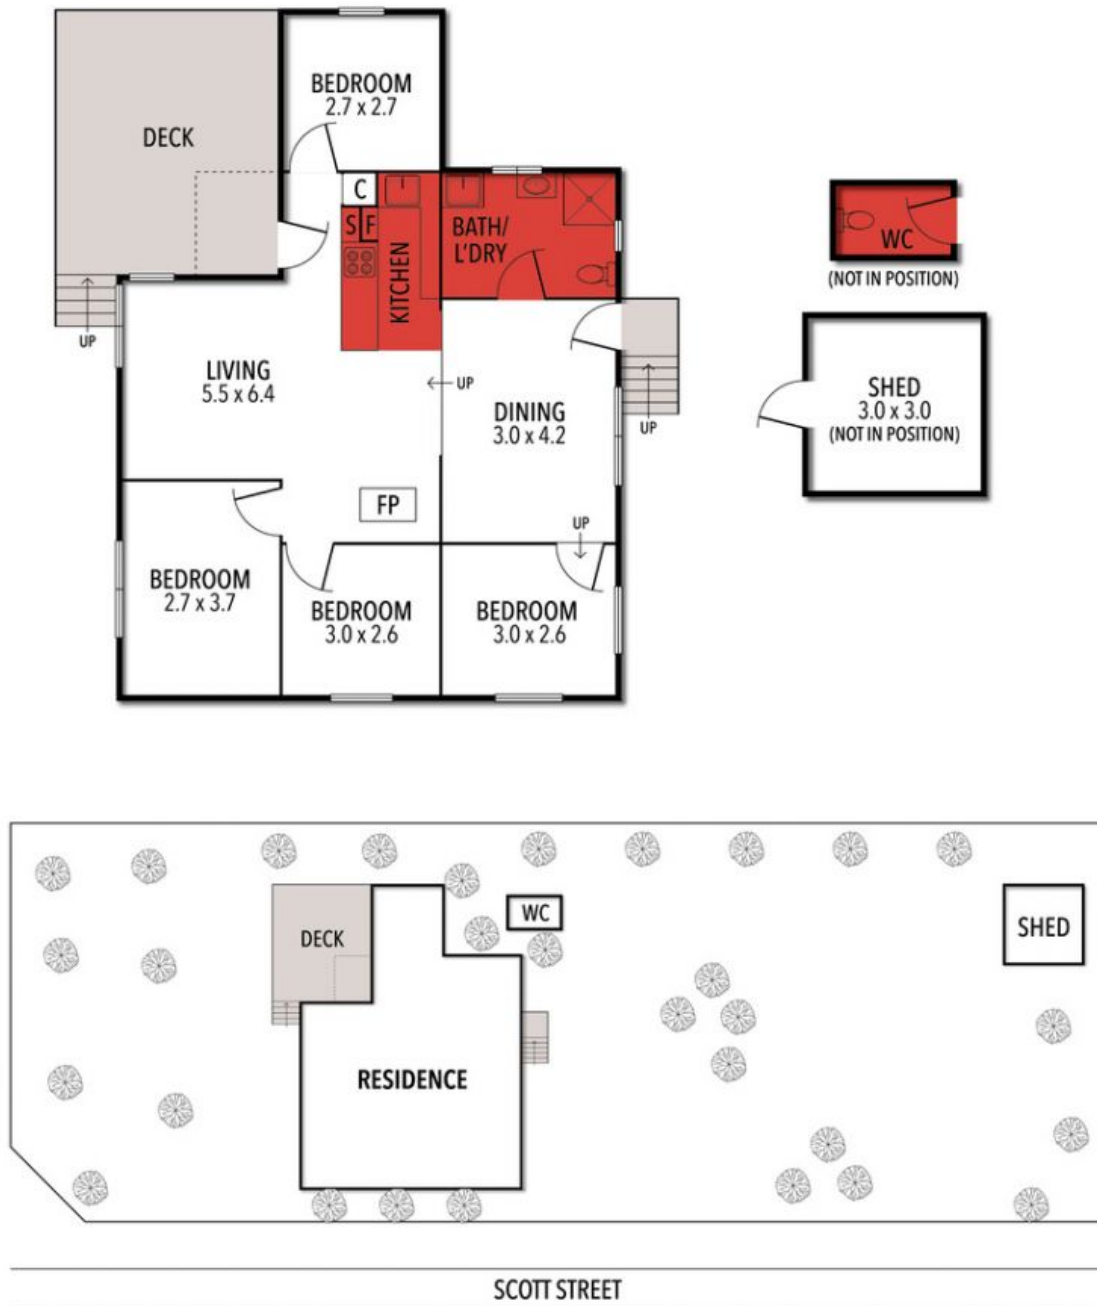 BEDROOM
2.7 x 2.7
DECK
C
S F
KITCHEN
BATH/
L'DRY
WC
(NOT IN POSITION)
UP
LIVING
5.5 x 6.4
UP
DINING
3.0 x 4.2
UP
SHED
3.0 x 3.0
(NOT IN POSITION)
FP
UP
BEDROOM
2.7 x 3.7
BEDROOM
3.0 x 2.6
BEDROOM
3.0 x 2.6
DECK
WC
SHED
RESIDENCE
SCOTT STREET